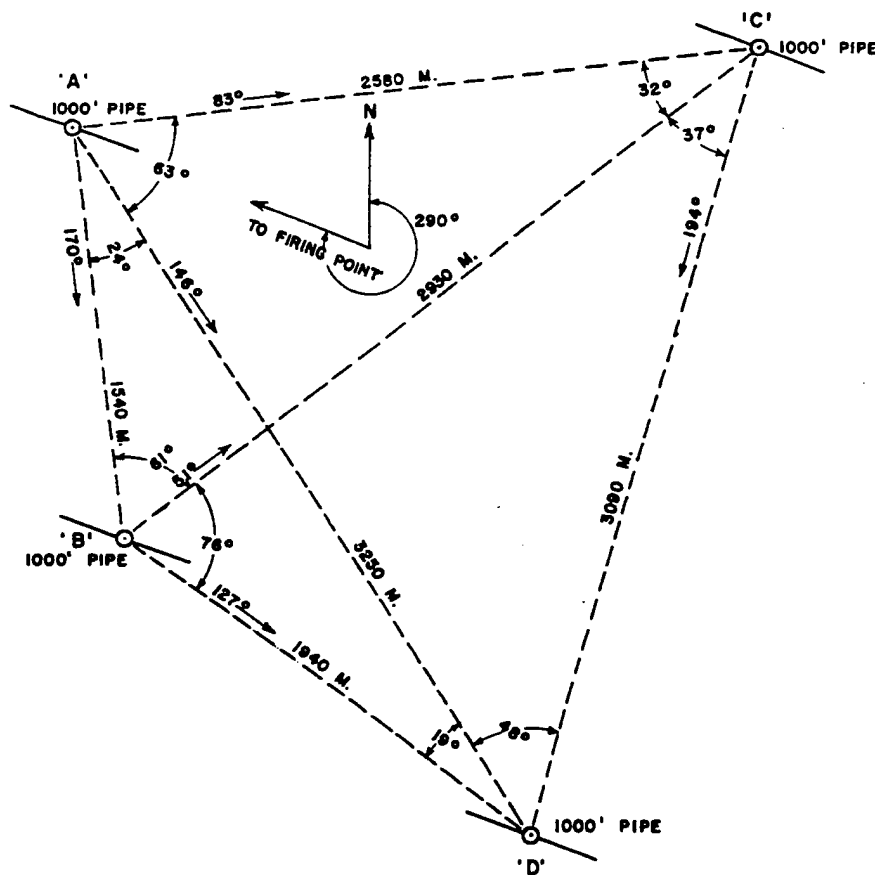 'C'
1000' PIPE
2580 M.
83°
'A'
1000' PIPE
N
32°
37°
63°
290°
TO FIRING POINT
194°
170°
24°
146°
2930 M.
1540 M.
61°
51°
3090 M.
'B'
1000' PIPE
76°
3250 M.
127°
1940 M.
19°
48°
1000' PIPE
'D'